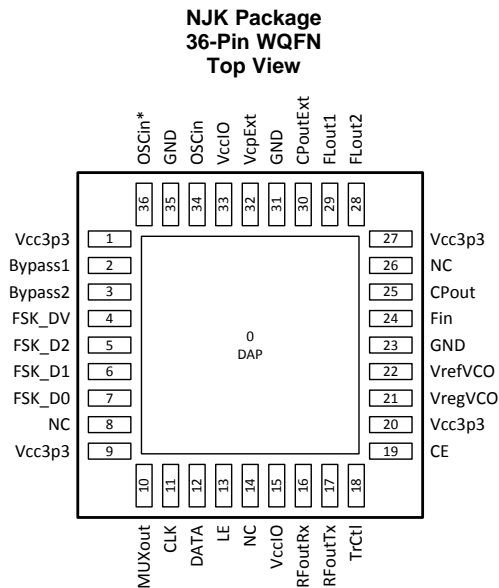 NJK Package
36-Pin WQFN
Top View
OSCin*
GND
OSCin
VccIO
VcpExt
GND
CPoutExt
FLout1
FLout2
36
35
34
33
32
31
30
29
28
Vcc3p3 1
Bypass1 2
Bypass2 3
FSK_DV 4
FSK_D2 5
FSK_D1 6
FSK_D0 7
NC 8
Vcc3p3 9
0
DAP
27 Vcc3p3
26 NC
25 CPout
24 Fin
23 GND
22 VrefVCO
21 VregVCO
20 Vcc3p3
19 CE
10
11
12
13
14
15
16
17
18
MUXout
CLK
DATA
LE
NC
VccIO
RFoutRx
RFoutTx
TrCtl